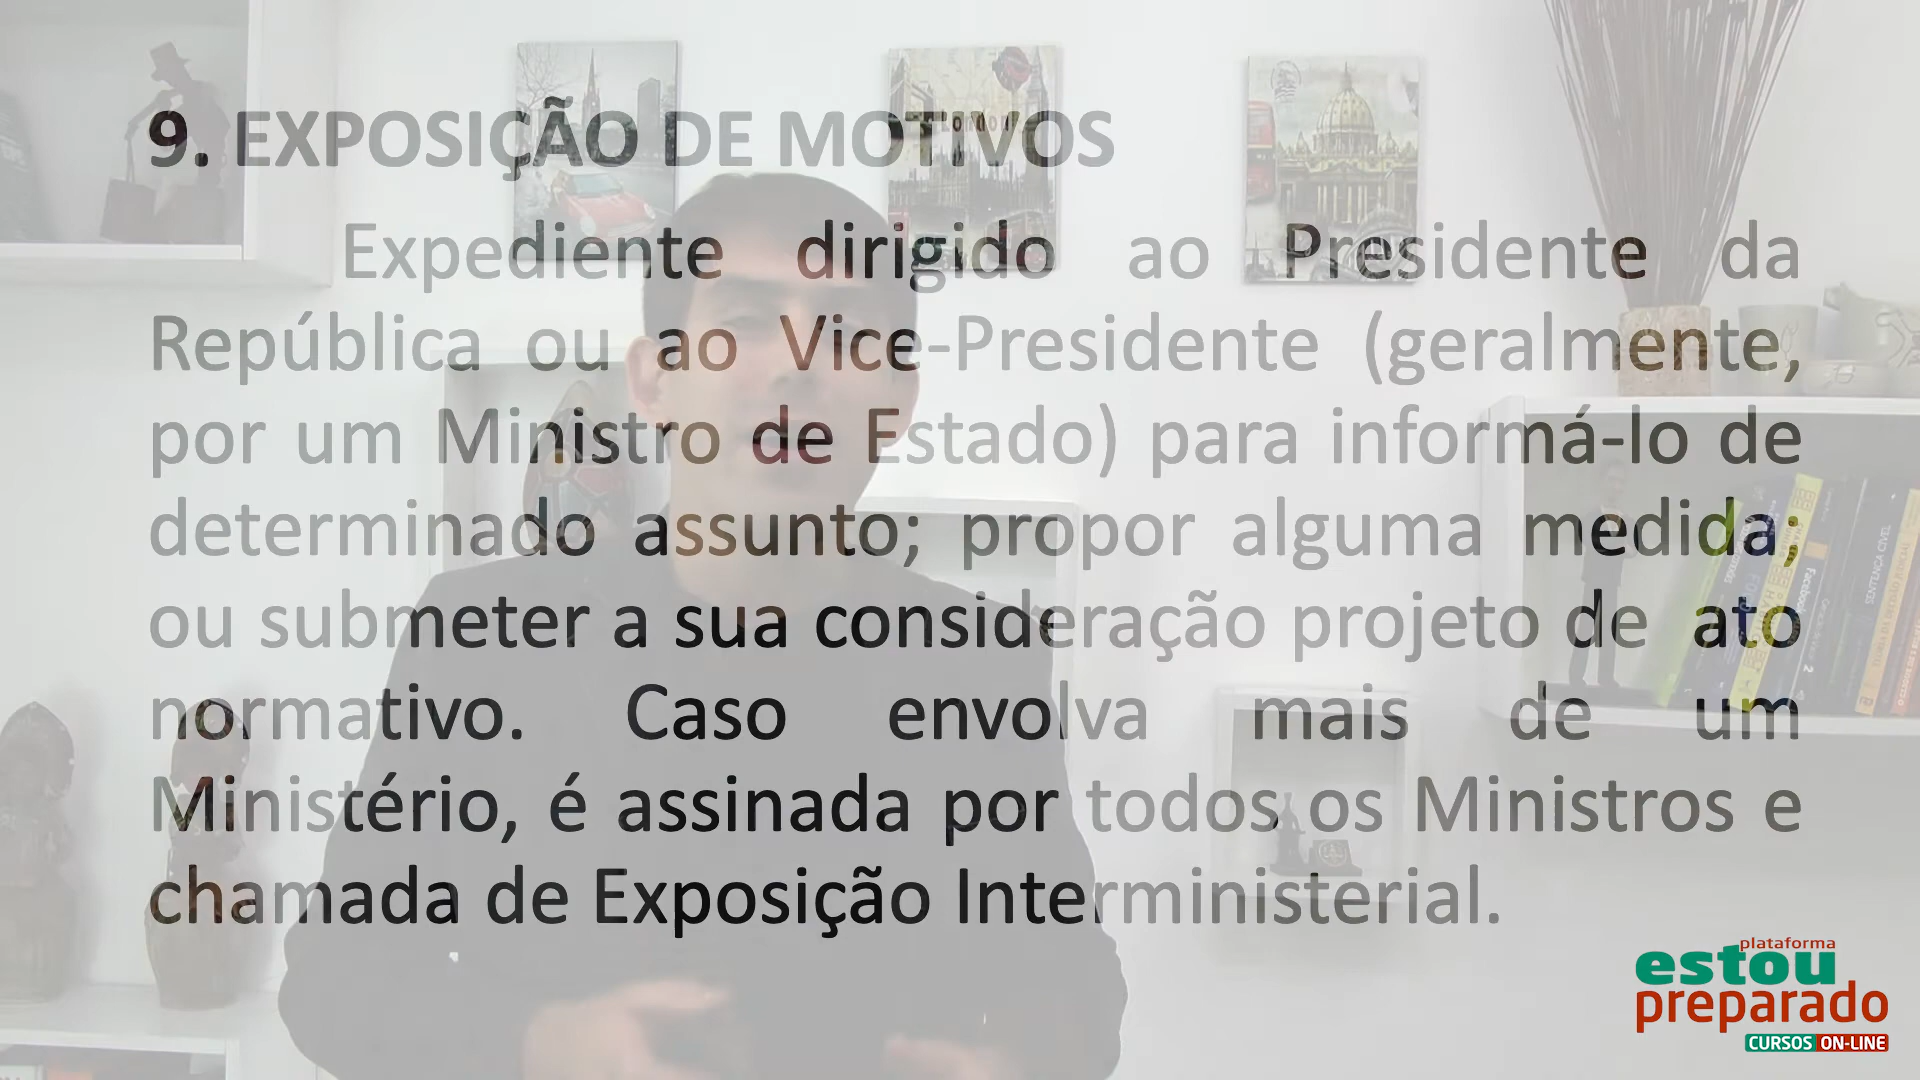 9. EXPOSIÇÃO DE MOTIVOS
Expediente dirigido ao Presidente da
República ou ao Vice-Presidente (geralmente,
por um Ministro de Estado) para informá-lo de
determinado assunto; propor alguma medida;
ou submeter a sua consideração projeto de ato
normativo. Caso envolva mais de um
Ministério, é assinada por todos os Ministros e
chamada de Exposição Interministerial.
SENTENÇA CÍVEL
plataforma
estou
preparado
CURSOS ON-LINE